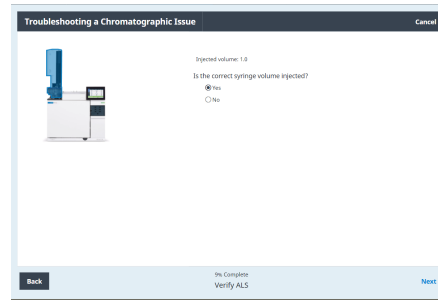 Troubleshooting a Chromatographic Issue
Cancel
Injected volume: 1.0
Is the correct syringe volume injected?
Yes
No
Back
9% Complete
Verify ALS
Next